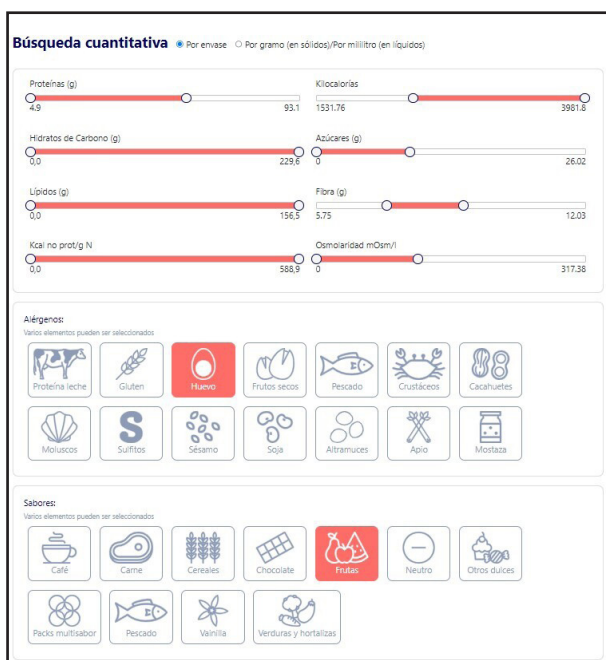 Búsqueda cuantitativa Por envase Por gramo (en sólidos)/Por mililitro (en líquidos)
Proteínas (g) Kilocalorías
4.9 93.1 1531.76 3981.8
Hidratos de Carbono (g) Azúcares (g)
0,0 229,6 0 26.02
Lípidos (g) Fibra (g)
0,0 156,5 5.75 12.03
Kcal no prot/g N Osmolaridad mOsm/l
0,0 588,9 0 317.38
Alérgenos:
Varios elementos pueden ser seleccionados
Proteína leche Gluten Huevo Frutos secos Pescado Crustáceos Cacahuetes
Moluscos Sulfitos Sésamo Soja Altramuces Apio Mostaza
Sabores:
Varios elementos pueden ser seleccionados
Café Carne Cereales Chocolate Frutas Neutro Otros dulces
Packs multisabor Pescado Vainilla Verduras y hortalizas